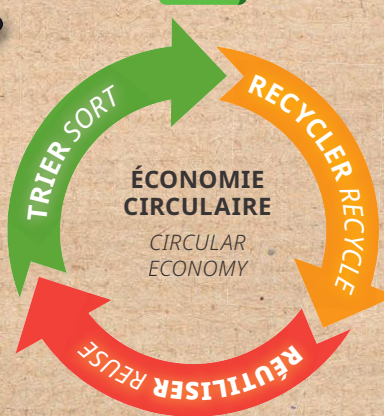 TRIER SORT
RECYCLER RECYCLE
ÉCONOMIE
CIRCULAIRE
CIRCULAR
ECONOMY
RÉUTILISER REUSE